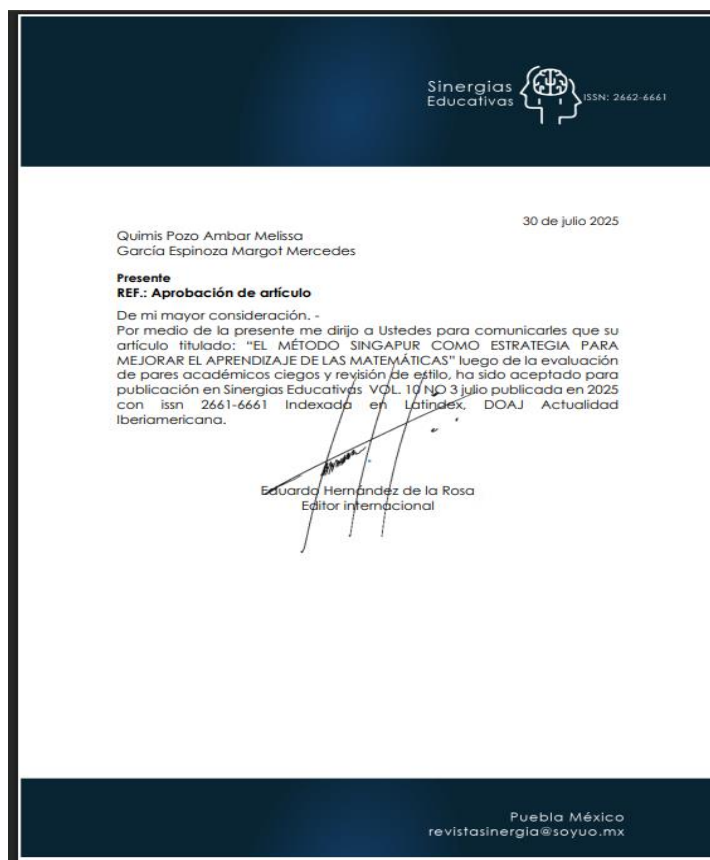 Sinergias
Educativas
ISSN: 2662-6661
30 de julio 2025
Quimis Pozo Ambar Melissa
García Espinoza Margot Mercedes
Presente
REF.: Aprobación de artículo
De mi mayor consideración. -
Por medio de la presente me dirijo a Ustedes para comunicarles que su
artículo titulado: “EL MÉTODO SINGAPUR COMO ESTRATEGIA PARA
MEJORAR EL APRENDIZAJE DE LAS MATEMÁTICAS” luego de la evaluación
de pares académicos ciegos y revisión de estilo, ha sido aceptado para
publicación en Sinergias Educativas VOL. 10 NO 3 julio publicada en 2025
con issn 2661-6661 Indexada en Latindex, DOAJ Actualidad
Iberiamericana.
Eduardo Hernández de la Rosa
Editor internacional
Puebla México
revistasinergia@soyuo.mx